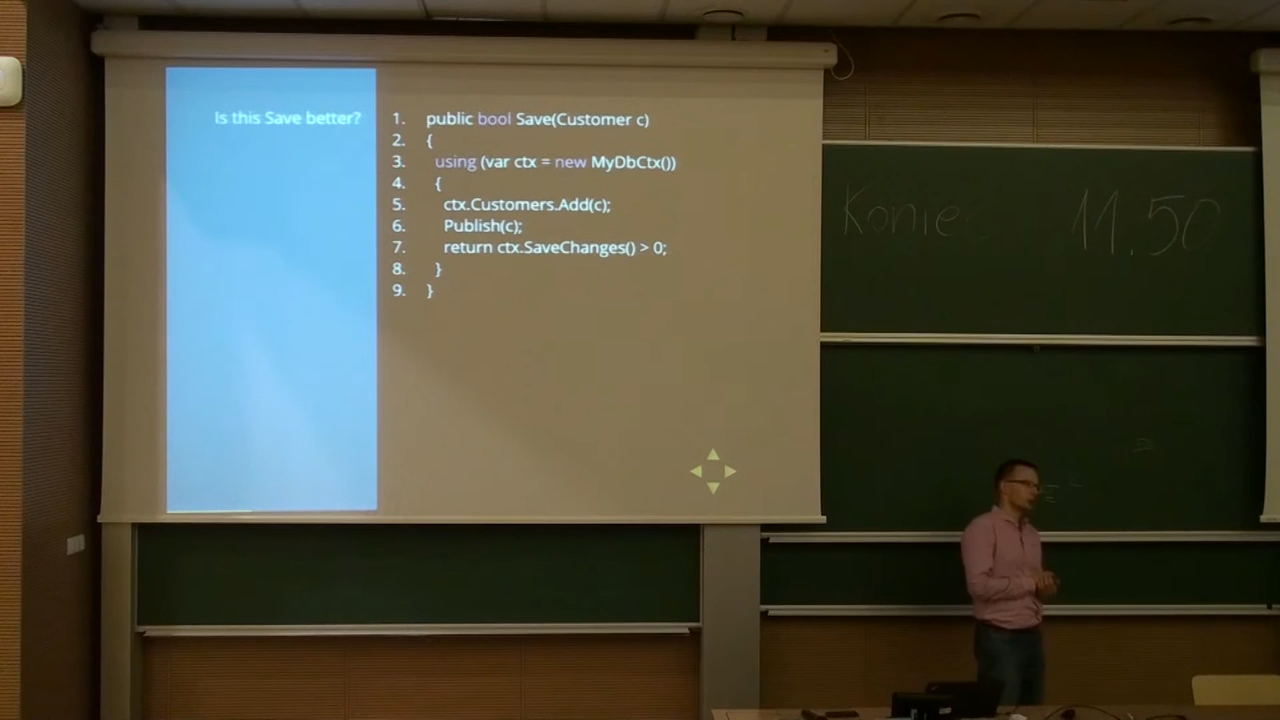 Is this Save better?
1. public bool Save(Customer c)
2. {
3. using (var ctx = new MyDbCtx())
4. {
5. ctx.Customers.Add(c);
6. Publish(c);
7. return ctx.SaveChanges() > 0;
8. }
9. }
11.50